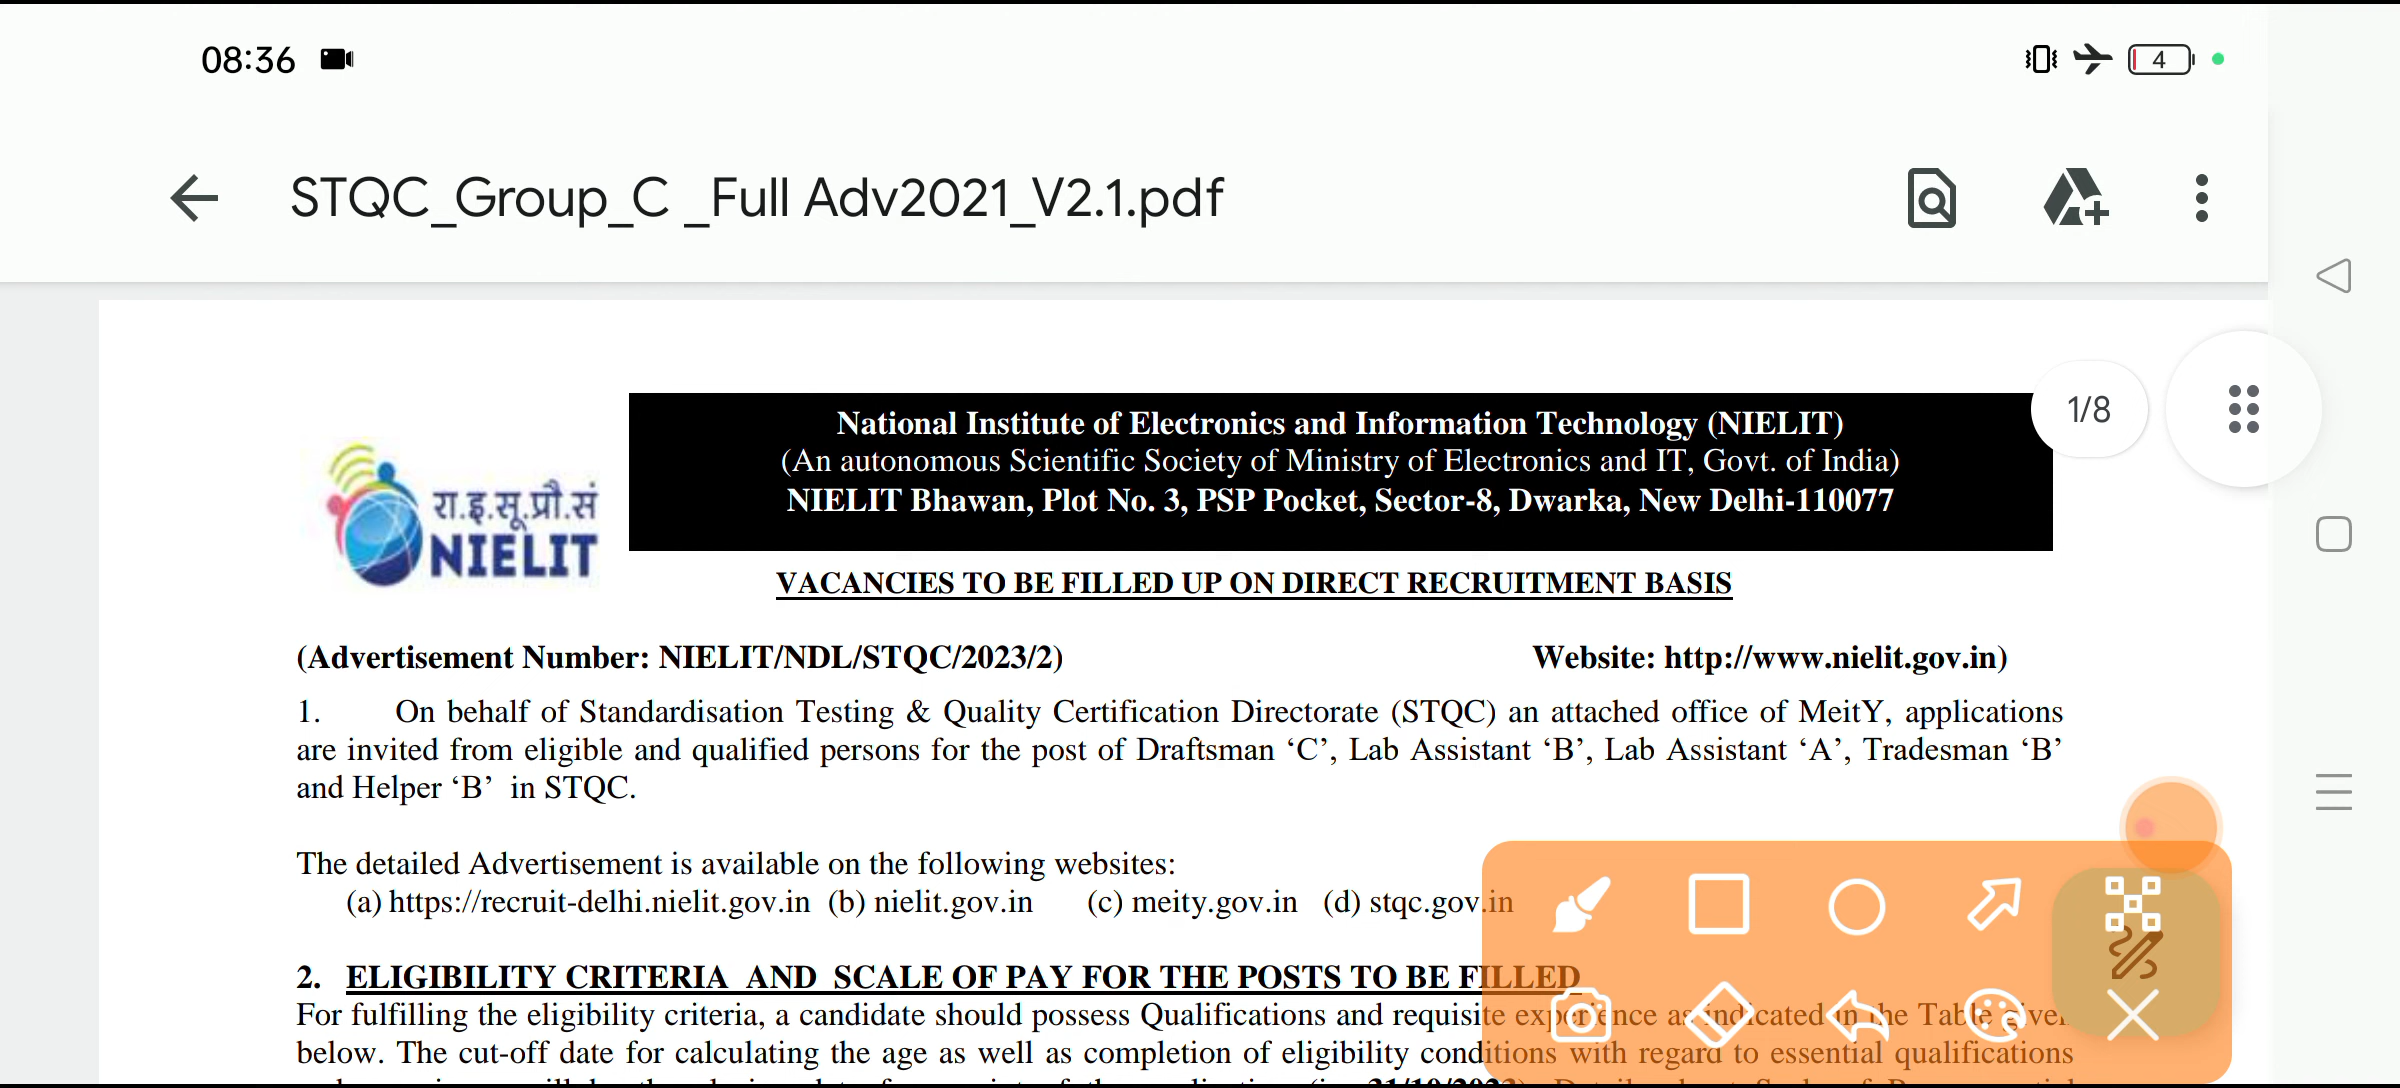 08:36
4
STQC_Group_C _Full Adv2021_V2.1.pdf
1/8
रा.इ.सू.प्रौ.सं
NIELIT
National Institute of Electronics and Information Technology (NIELIT)
(An autonomous Scientific Society of Ministry of Electronics and IT, Govt. of India)
NIELIT Bhawan, Plot No. 3, PSP Pocket, Sector-8, Dwarka, New Delhi-110077
VACANCIES TO BE FILLED UP ON DIRECT RECRUITMENT BASIS
(Advertisement Number: NIELIT/NDL/STQC/2023/2) Website: http://www.nielit.gov.in)
1. On behalf of Standardisation Testing & Quality Certification Directorate (STQC) an attached office of MeitY, applications
are invited from eligible and qualified persons for the post of Draftsman ‘C’, Lab Assistant ‘B’, Lab Assistant ‘A’, Tradesman ‘B’
and Helper ‘B’ in STQC.
The detailed Advertisement is available on the following websites:
(a) https://recruit-delhi.nielit.gov.in (b) nielit.gov.in (c) meity.gov.in (d) stqc.gov.in
2. ELIGIBILITY CRITERIA AND SCALE OF PAY FOR THE POSTS TO BE FILLED
For fulfilling the eligibility criteria, a candidate should possess Qualifications and requisite experience as indicated in the Table given
below. The cut-off date for calculating the age as well as completion of eligibility conditions with regard to essential qualifications